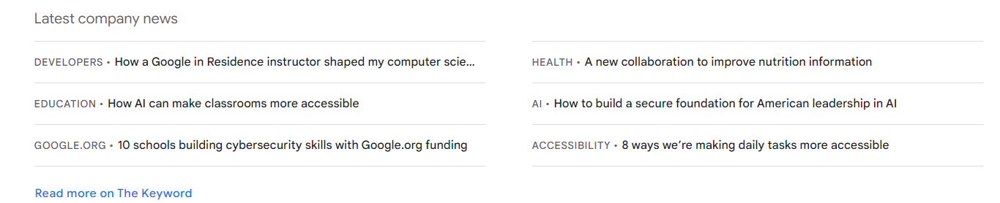 Latest company news
DEVELOPERS • How a Google in Residence instructor shaped my computer scie...
HEALTH • A new collaboration to improve nutrition information
EDUCATION • How AI can make classrooms more accessible
AI • How to build a secure foundation for American leadership in AI
GOOGLE.ORG • 10 schools building cybersecurity skills with Google.org funding
ACCESSIBILITY • 8 ways we’re making daily tasks more accessible
Read more on The Keyword